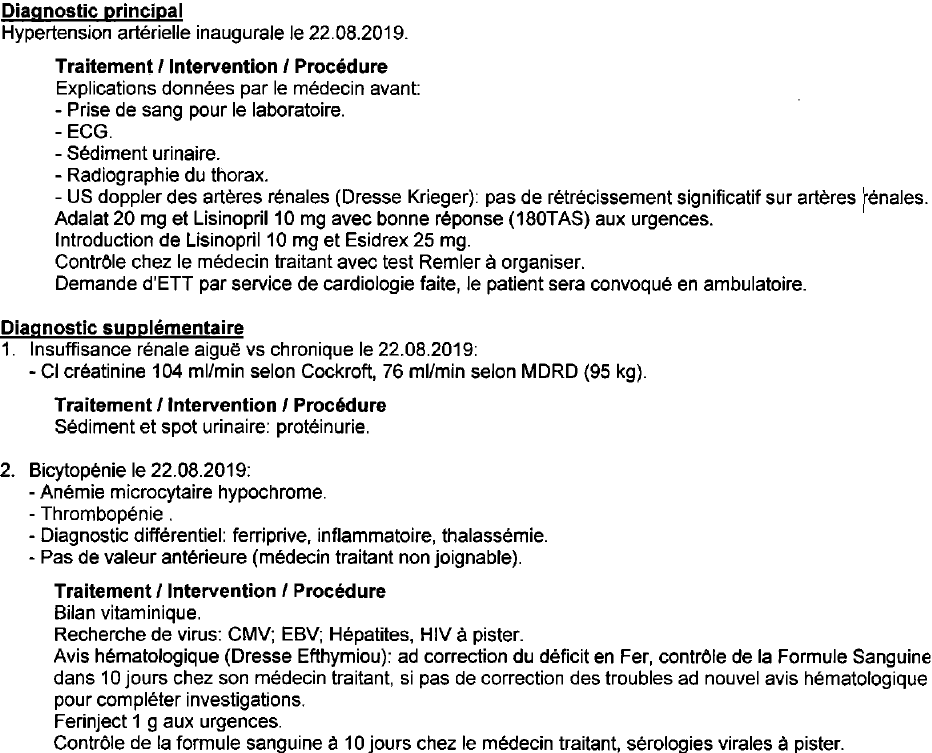 Diagnostic principal
Hypertension artérielle inaugurale le 22.08.2019.
Traitement / Intervention / Procédure
Explications données par le médecin avant:
- Prise de sang pour le laboratoire.
- ECG.
- Sédiment urinaire.
- Radiographie du thorax.
- US doppler des artères rénales (Dresse Krieger): pas de rétrécissement significatif sur artères rénales.
Adalat 20 mg et Lisinopril 10 mg avec bonne réponse (180TAS) aux urgences.
Introduction de Lisinopril 10 mg et Esidrex 25 mg.
Contrôle chez le médecin traitant avec test Remler à organiser.
Demande d'ETT par service de cardiologie faite, le patient sera convoqué en ambulatoire.
Diagnostic supplémentaire
1. Insuffisance rénale aiguë vs chronique le 22.08.2019:
- Cl créatinine 104 ml/min selon Cockroft, 76 ml/min selon MDRD (95 kg).
Traitement / Intervention / Procédure
Sédiment et spot urinaire: protéinurie.
2. Bicytopénie le 22.08.2019:
- Anémie microcytaire hypochrome.
- Thrombopénie .
- Diagnostic différentiel: ferriprive, inflammatoire, thalassémie.
- Pas de valeur antérieure (médecin traitant non joignable).
Traitement / Intervention / Procédure
Bilan vitaminique.
Recherche de virus: CMV; EBV; Hépatites, HIV à pister.
Avis hématologique (Dresse Efthymiou): ad correction du déficit en Fer, contrôle de la Formule Sanguine
dans 10 jours chez son médecin traitant, si pas de correction des troubles ad nouvel avis hématologique
pour compléter investigations.
Ferinject 1 g aux urgences.
Contrôle de la formule sanguine à 10 jours chez le médecin traitant, sérologies virales à pister.